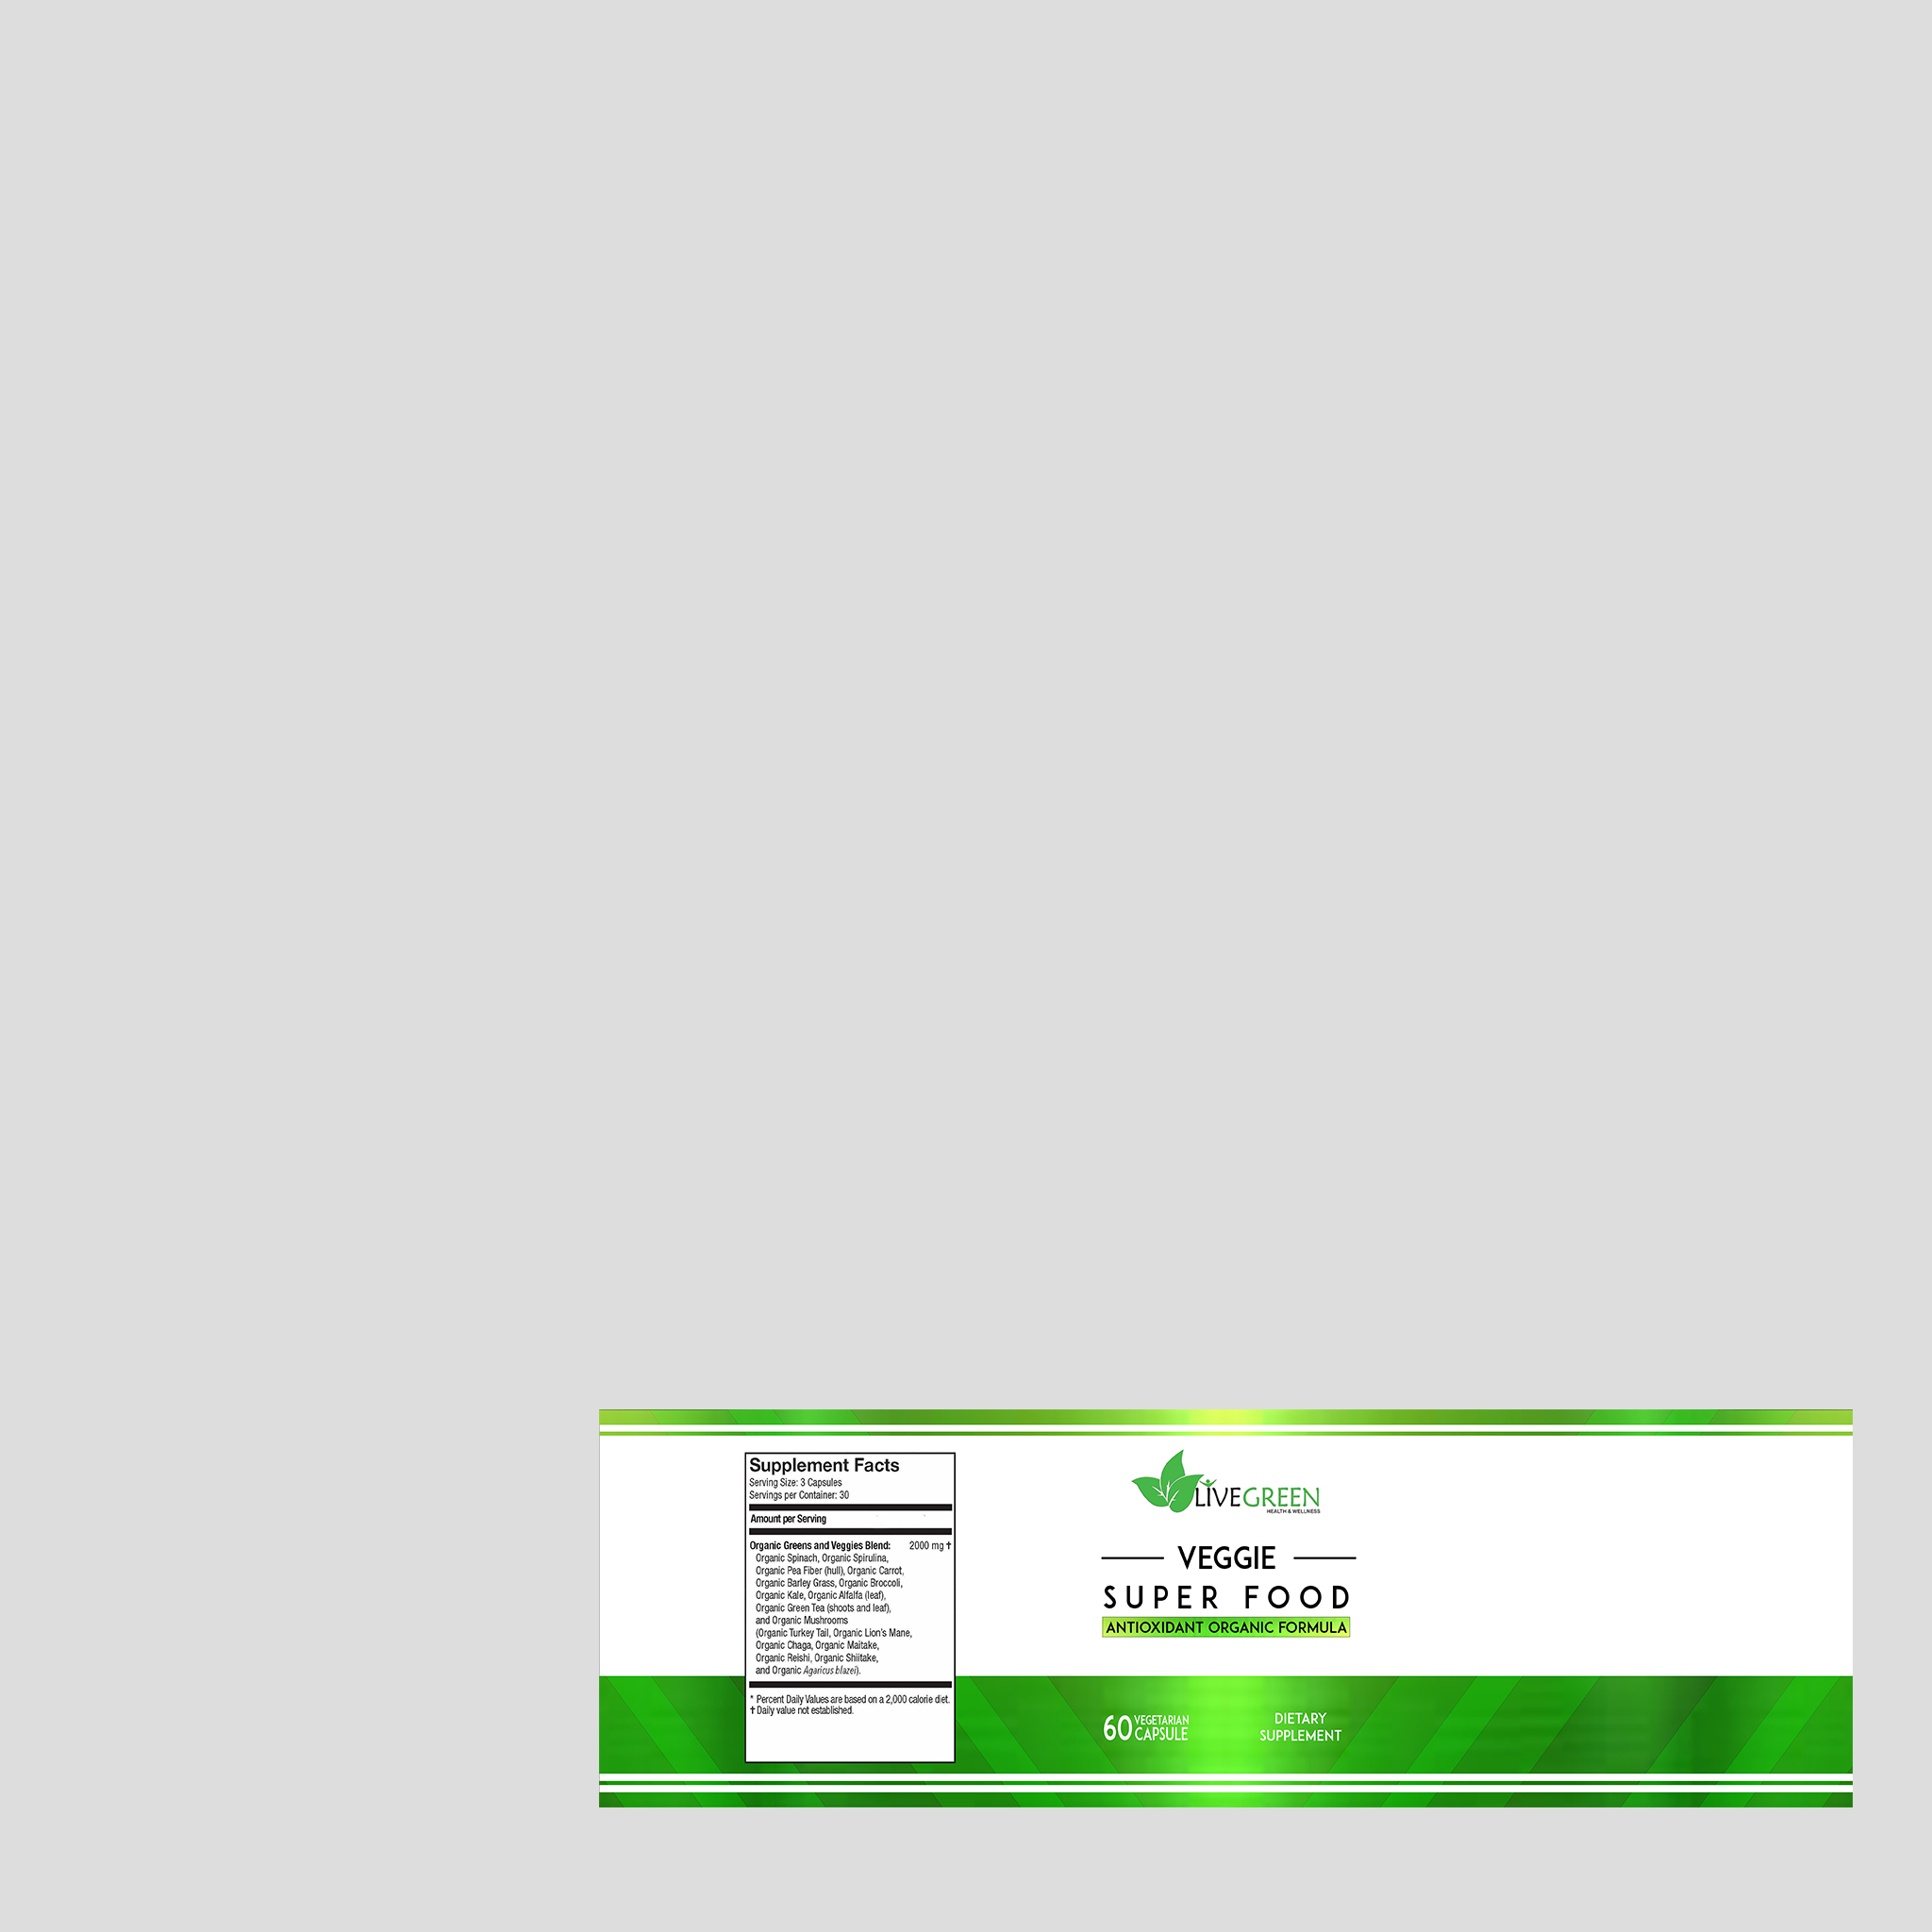 Supplement Facts
Serving Size: 3 Capsules
Servings per Container: 30
Amount per Serving
Organic Greens and Veggies Blend: 2000 mg ✝
Organic Spinach, Organic Spirulina,
Organic Pea Fiber (hull), Organic Carrot,
Organic Barley Grass, Organic Broccoli,
Organic Kale, Organic Alfalfa (leaf),
Organic Green Tea (shoots and leaf),
and Organic Mushrooms
(Organic Turkey Tail, Organic Lion's Mane,
Organic Chaga, Organic Maitake,
Organic Reishi, Organic Shiitake,
and Organic Agaricus blazei).
* Percent Daily Values are based on a 2,000 calorie diet.
✝ Daily value not established.
LIVEGREEN
HEALTH & WELLNESS
VEGGIE
SUPER FOOD
ANTIOXIDANT ORGANIC FORMULA
60 VEGETARIAN
CAPSULE
DIETARY
SUPPLEMENT